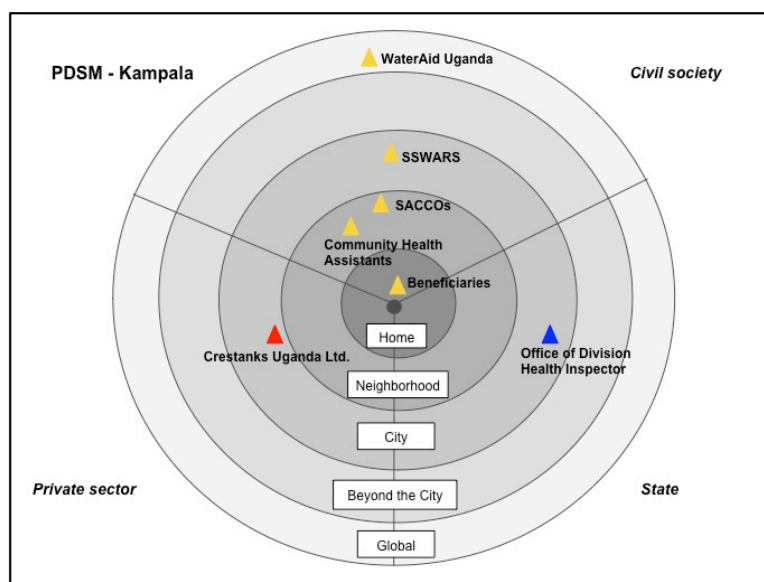 WaterAid Uganda
PDSM - Kampala
Civil society
SSWARS
SACCOs
Community Health
Assistants
Beneficiaries
Home
Crestanks Uganda Ltd.
Office of Division
Health Inspector
Neighborhood
City
Private sector
State
Beyond the City
Global